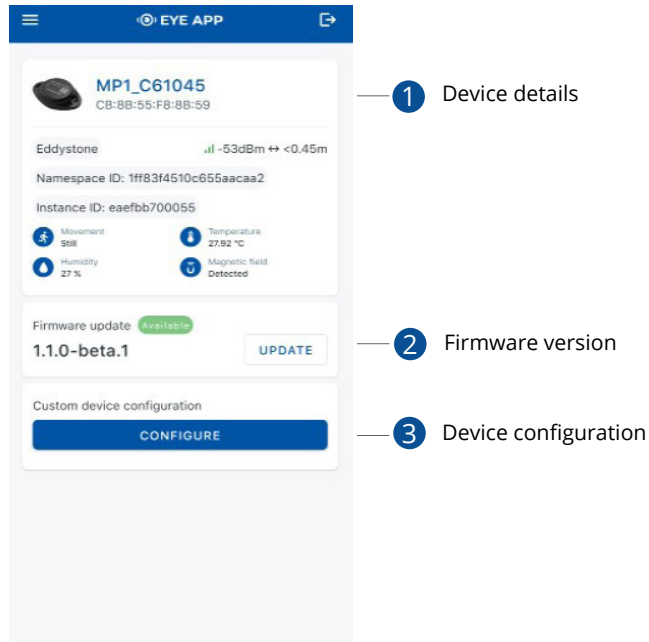 EYE APP
MP1_C61045
CB:8B:55:F8:8B:59
1 Device details
Eddystone -53dBm ↔ <0.45m
Namespace ID: 1ff83f4510c655aacaa2
Instance ID: eaefbb700055
Movement Temperature
Still 27.92 °C
Humidity Magnetic field
27 % Detected
Firmware update Available
1.1.0-beta.1 UPDATE
2 Firmware version
Custom device configuration
CONFIGURE
3 Device configuration